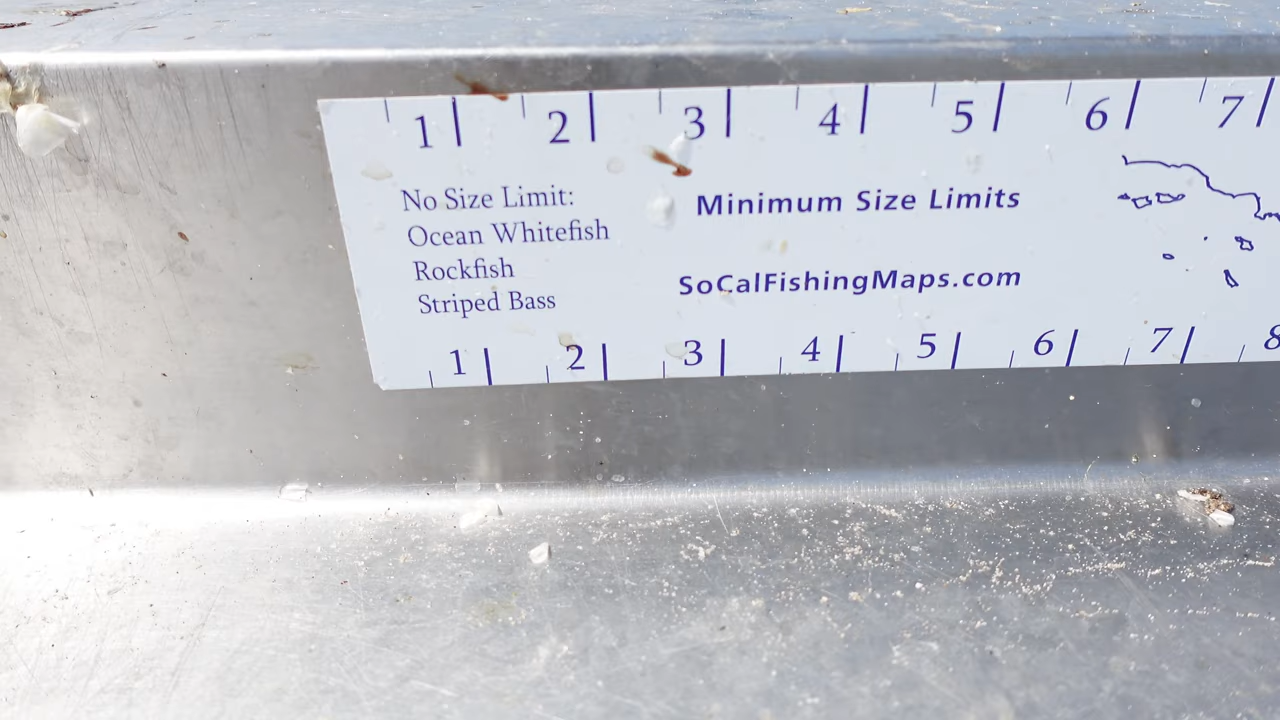 1 2 3 4 5 6 7
No Size Limit:
Ocean Whitefish
Rockfish
Striped Bass
Minimum Size Limits
SoCalFishingMaps.com
1 2 3 4 5 6 7 8